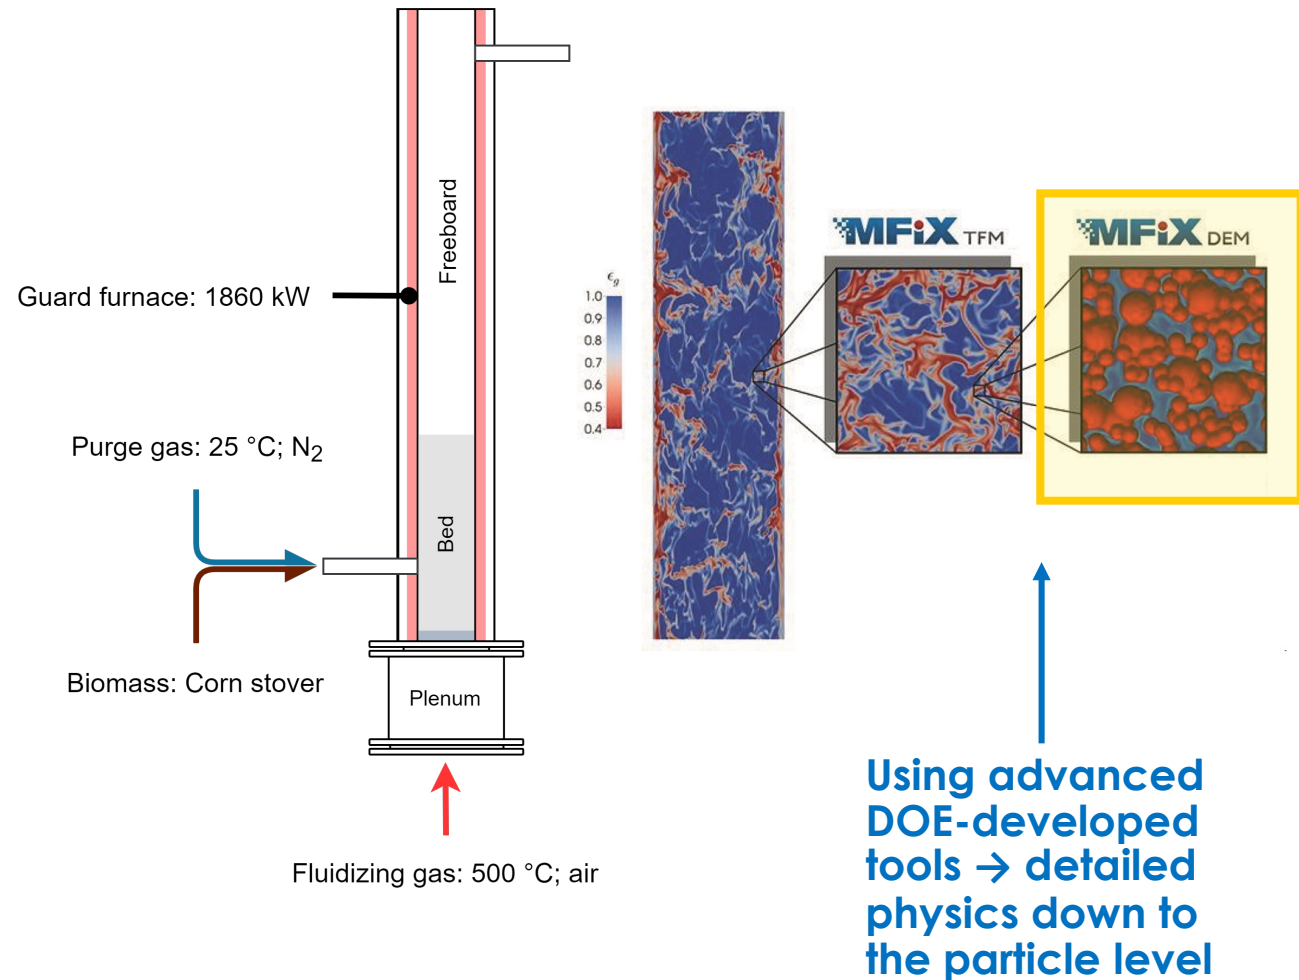 Freeboard
Guard furnace: 1860 kW
Purge gas: 25 °C; N2
Bed
Biomass: Corn stover
Plenum
Fluidizing gas: 500 °C; air
ϵg
1.0
0.9
0.8
0.7
0.6
0.5
0.4
MFiX TFM
MFiX DEM
Using advanced
DOE-developed
tools → detailed
physics down to
the particle level